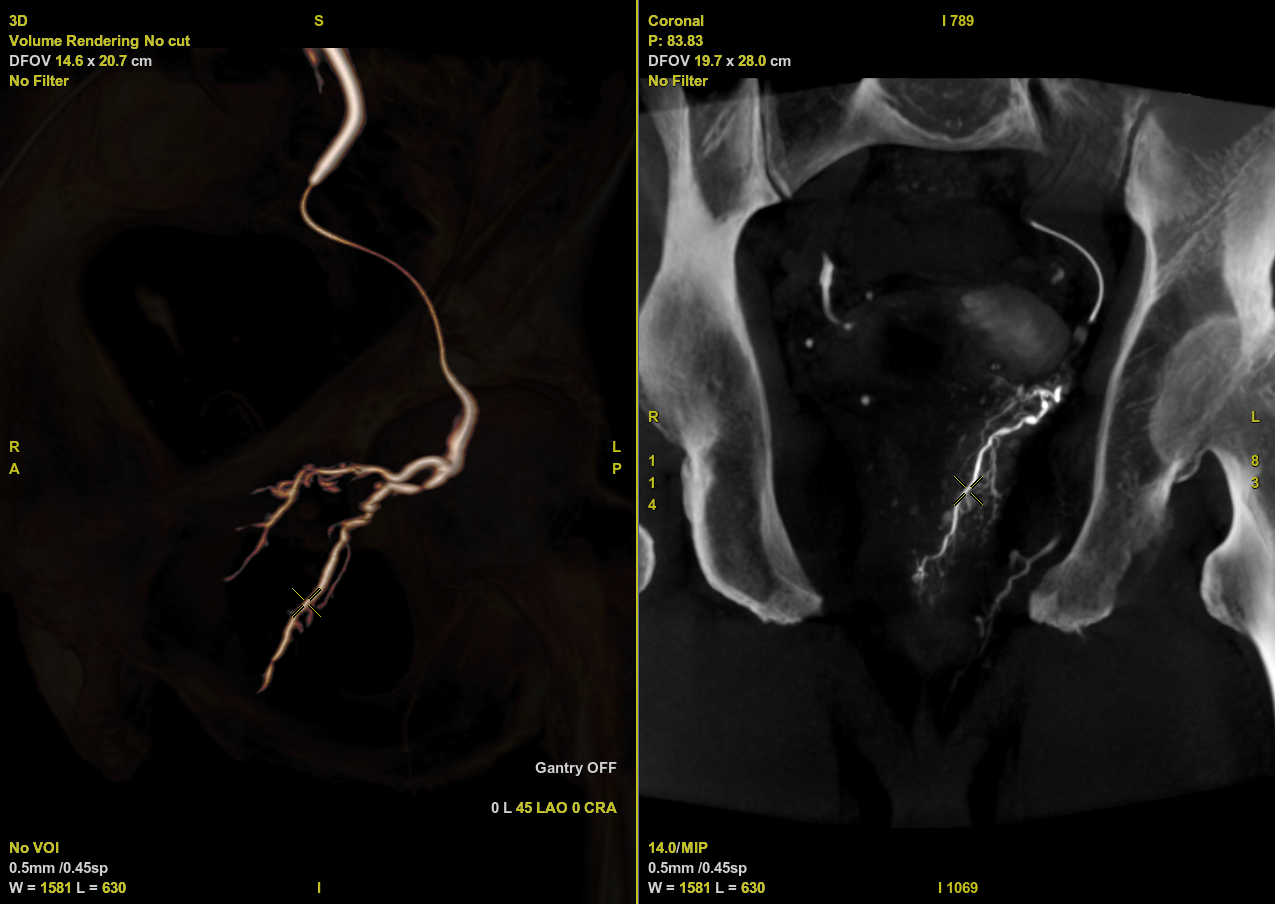 3D
S
Volume Rendering No cut
DFOV 14.6 x 20.7 cm
No Filter
R
A
L
P
Gantry OFF
0 L 45 LAO 0 CRA
No VOI
0.5mm /0.45sp
W = 1581 L = 630
I
Coronal
I 789
P: 83.83
DFOV 19.7 x 28.0 cm
No Filter
R
1
1
4
L
8
3
14.0/MIP
0.5mm /0.45sp
W = 1581 L = 630
I 1069